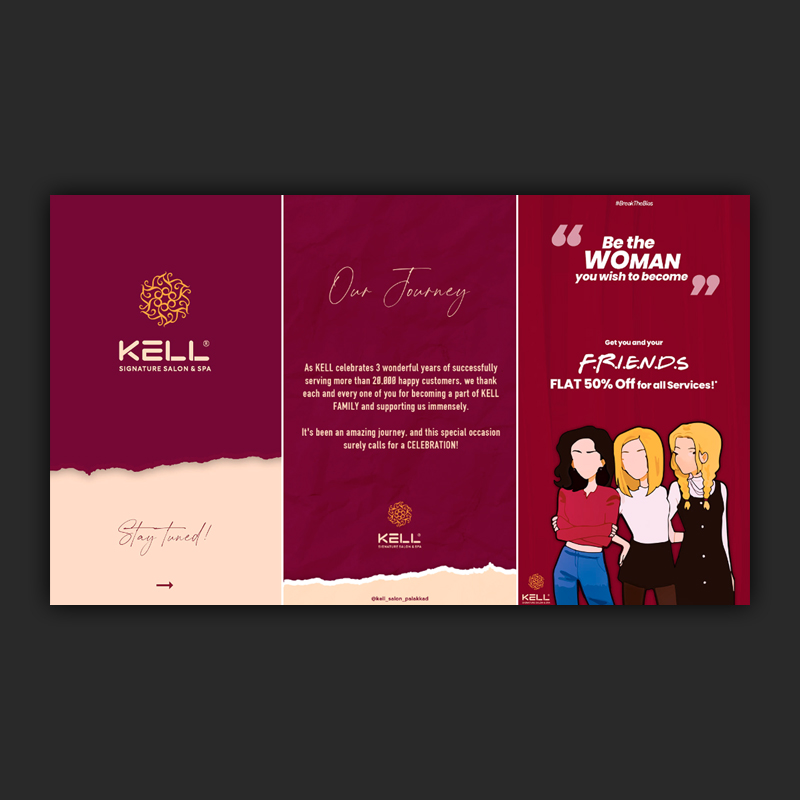 KELL®
SIGNATURE SALON & SPA
Stay tuned!
Our Journey
As KELL celebrates 3 wonderful years of successfully
serving more than 20,000 happy customers, we thank
each and every one of you for becoming a part of KELL
FAMILY and supporting us immensely.
It's been an amazing journey. and this special occasion
surely calls for a CELEBRATION!
KELL®
SIGNATURE SALON & SPA
@kell_salon_palakkad
#BreakTheBias
“ Be the
WOMAN
you wish to become ”
Get you and your
F.R.I.E.N.D.S
FLAT 50% Off for all Services!*
KELL®
SIGNATURE SALON & SPA